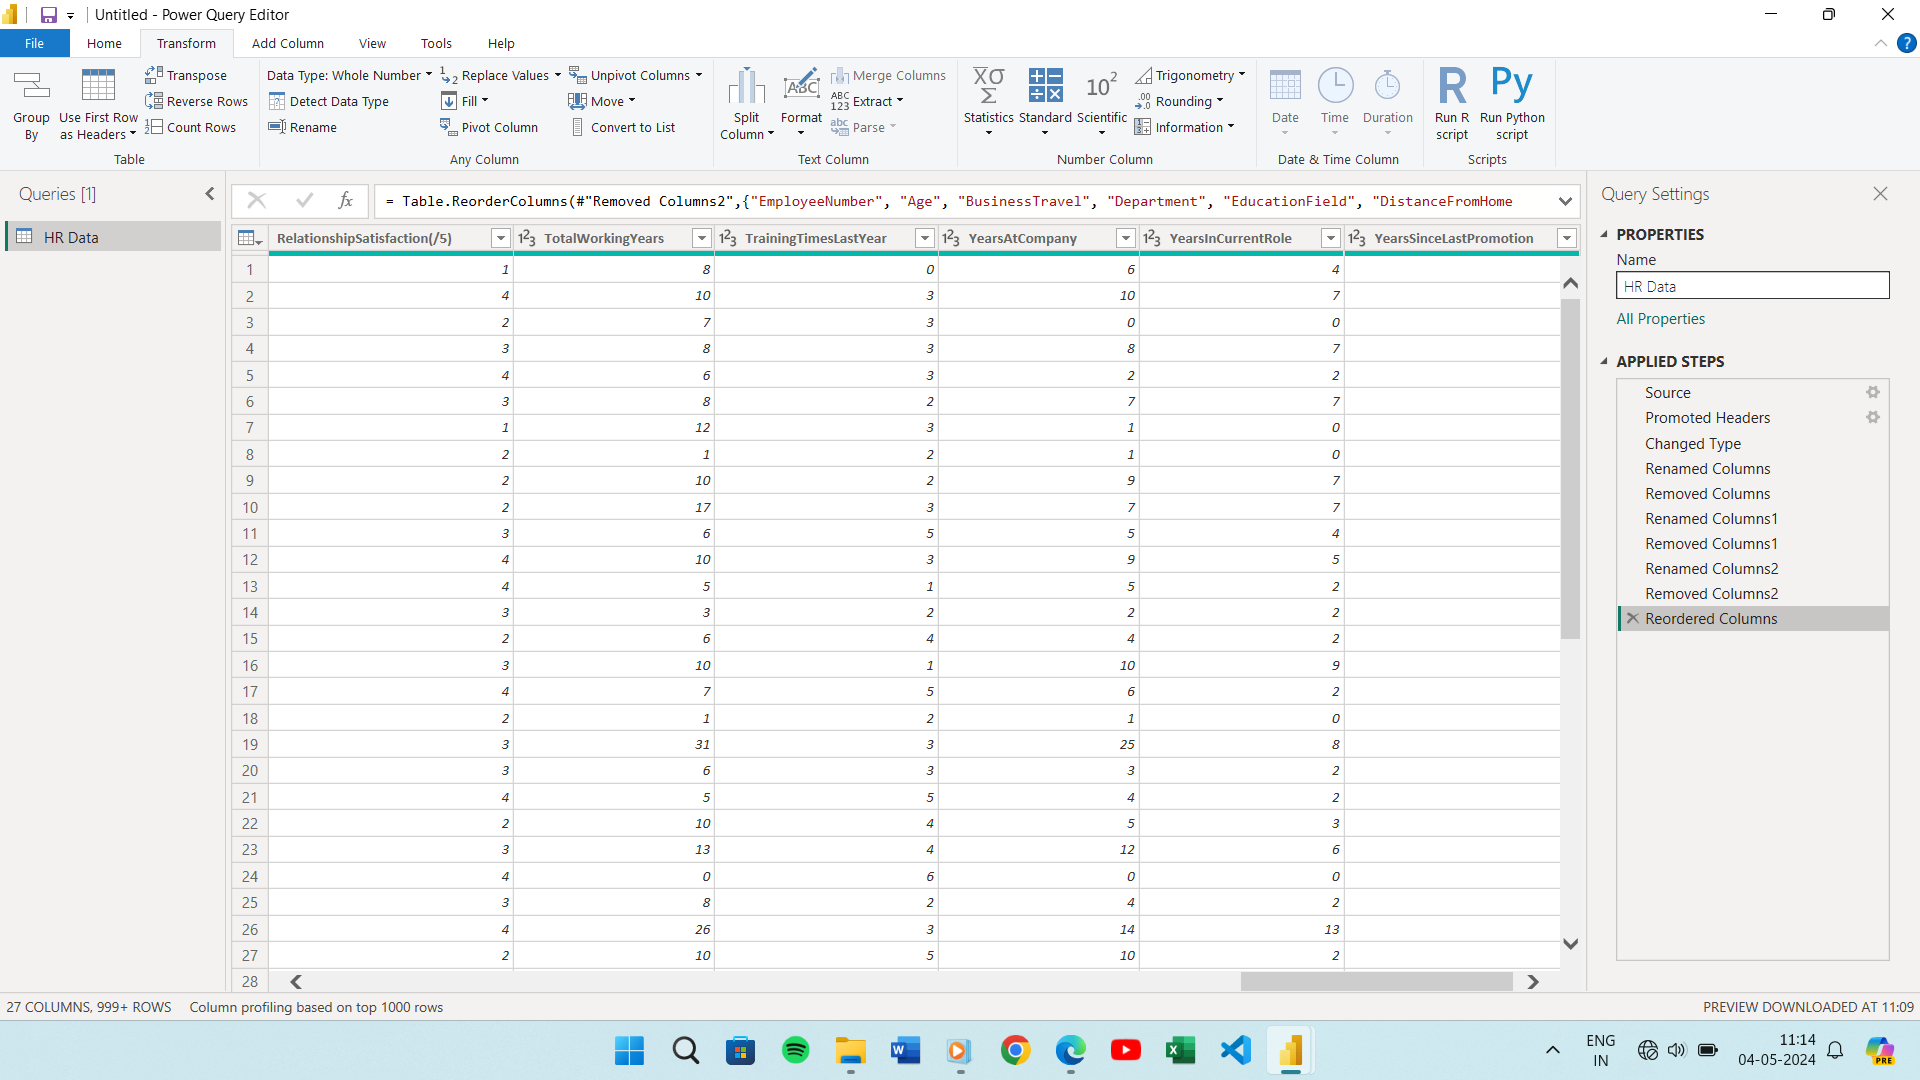 Untitled - Power Query Editor
File Home Transform Add Column View Tools Help
Group By
Use First Row as Headers
Transpose
Reverse Rows
Count Rows
Table
Data Type: Whole Number
Detect Data Type
Rename
Replace Values
Fill
Pivot Column
Unpivot Columns
Move
Convert to List
Any Column
Split Column
Format
Merge Columns
Extract
Parse
Text Column
Statistics
Standard
Scientific
Trigonometry
Rounding
Information
Number Column
Date
Time
Duration
Date & Time Column
Run R script
Run Python script
Scripts
Queries [1]
HR Data
= Table.ReorderColumns(#"Removed Columns2",{"EmployeeNumber", "Age", "BusinessTravel", "Department", "EducationField", "DistanceFromHome
RelationshipSatisfaction(/5) TotalWorkingYears TrainingTimesLastYear YearsAtCompany YearsInCurrentRole YearsSinceLastPromotion
1 1 8 0 6 4
2 4 10 3 10 7
3 2 7 3 0 0
4 3 8 3 8 7
5 4 6 3 2 2
6 3 8 2 7 7
7 1 12 3 1 0
8 2 1 2 1 0
9 2 10 2 9 7
10 2 17 3 7 7
11 3 6 5 5 4
12 4 10 3 9 5
13 4 5 1 5 2
14 3 3 2 2 2
15 2 6 4 4 2
16 3 10 1 10 9
17 4 7 5 6 2
18 2 1 2 1 0
19 3 31 3 25 8
20 3 6 3 3 2
21 4 5 5 4 2
22 2 10 4 5 3
23 3 13 4 12 6
24 4 0 6 0 0
25 3 8 2 4 2
26 4 26 3 14 13
27 2 10 5 10 2
28
Query Settings
PROPERTIES
Name
HR Data
All Properties
APPLIED STEPS
Source
Promoted Headers
Changed Type
Renamed Columns
Removed Columns
Renamed Columns1
Removed Columns1
Renamed Columns2
Removed Columns2
Reordered Columns
27 COLUMNS, 999+ ROWS Column profiling based on top 1000 rows
PREVIEW DOWNLOADED AT 11:09
ENG
IN
11:14
04-05-2024